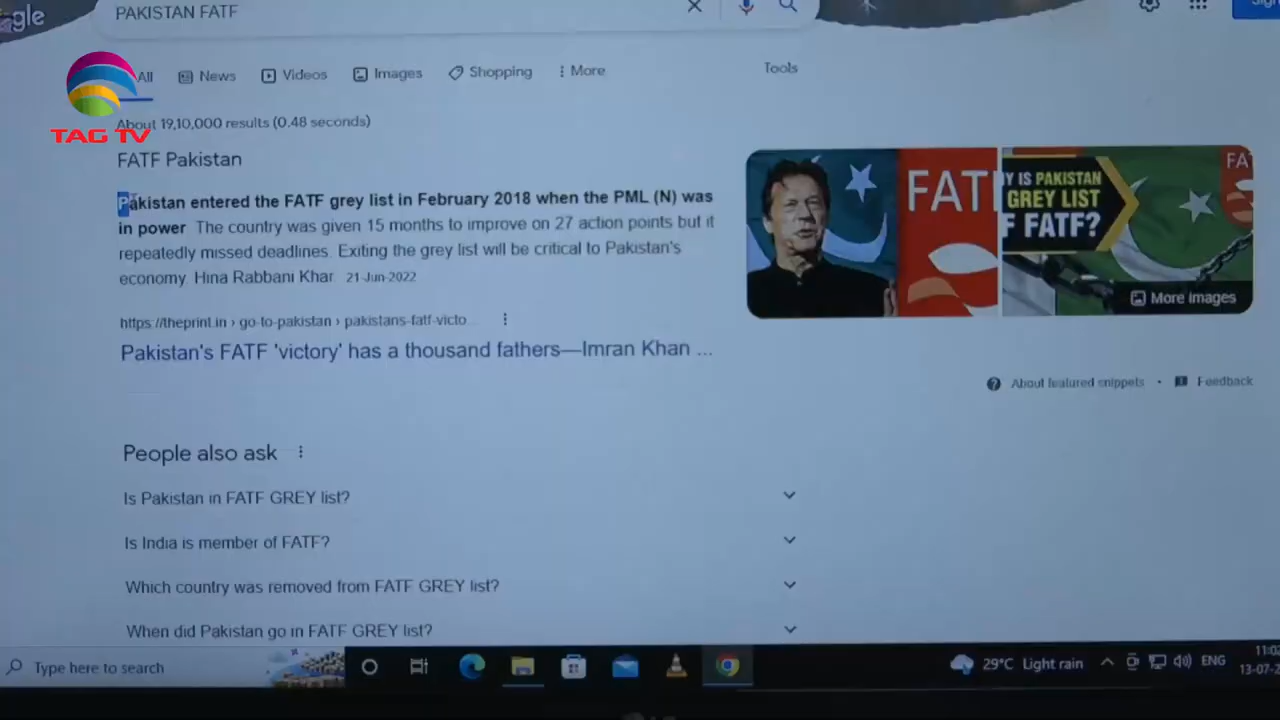 gle
PAKISTAN FATF
All News Videos Images Shopping More Tools
TAG TV
About 19,10,000 results (0.48 seconds)
FATF Pakistan
Pakistan entered the FATF grey list in February 2018 when the PML (N) was
in power The country was given 15 months to improve on 27 action points but it
repeatedly missed deadlines. Exiting the grey list will be critical to Pakistan's
economy. Hina Rabbani Khar. 21-Jun-2022
FATF
Y IS PAKISTAN
GREY LIST
F FATF?
FA
More images
https://theprint.in › go-to-pakistan › pakistans-fatf-victo...
Pakistan's FATF 'victory' has a thousand fathers—Imran Khan ...
About featured snippets • Feedback
People also ask
Is Pakistan in FATF GREY list?
Is India is member of FATF?
Which country was removed from FATF GREY list?
When did Pakistan go in FATF GREY list?
Type here to search
29°C Light rain
ENG
11:02
13-07-2